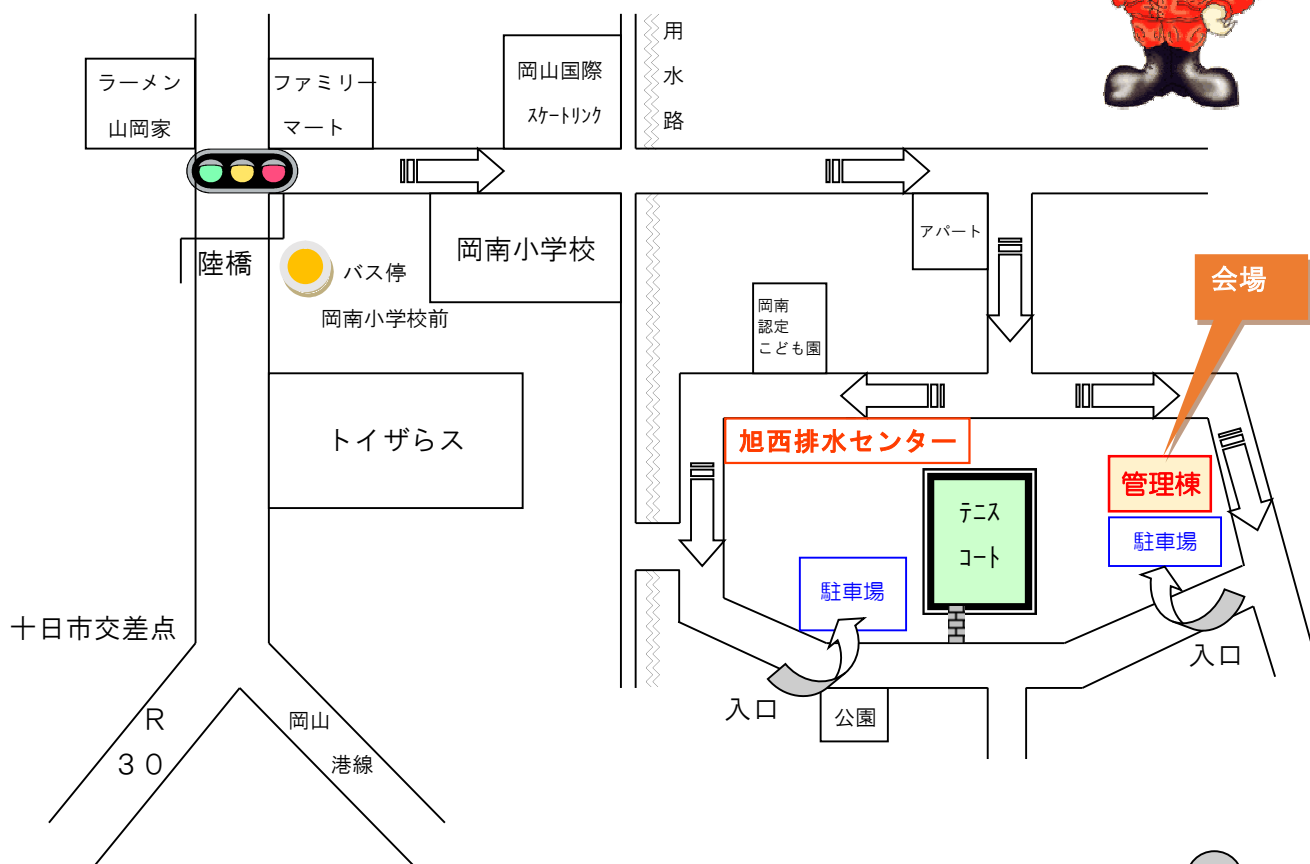 用
水
路
ラーメン
山岡家
ファミリー
マート
岡山国際
ｽｹｰﾄﾘﾝｸ
陸橋
バス停
岡南小学校前
岡南小学校
アパート
会場
岡南
認定
こども園
トイザらス
旭西排水センター
管理棟
駐車場
ﾃﾆｽ
ｺｰﾄ
駐車場
十日市交差点
入口
入口
公園
Ｒ
３０
岡山
港線